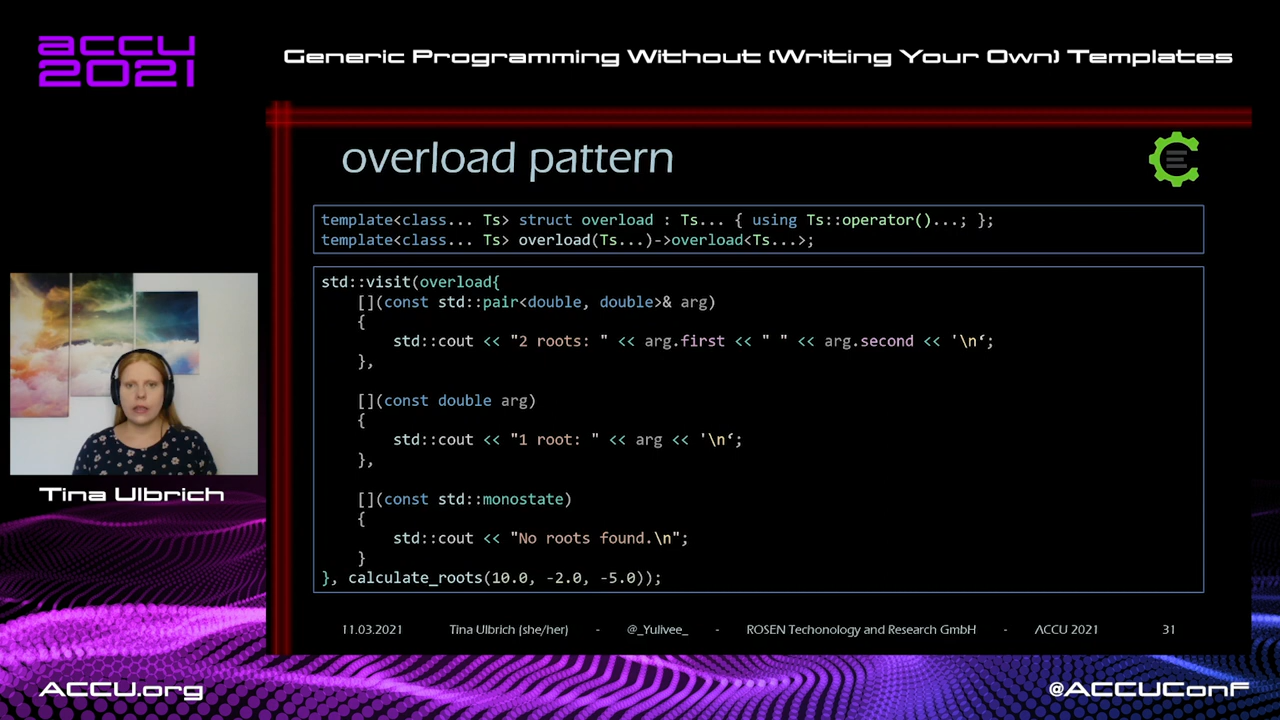 accu
2021
Generic Programming Without (Writing Your Own) Templates
overload pattern
template<class... Ts> struct overload : Ts... { using Ts::operator()...; };
template<class... Ts> overload(Ts...)->overload<Ts...>;
std::visit(overload{
[](const std::pair<double, double>& arg)
{
std::cout << "2 roots: " << arg.first << " " << arg.second << '\n‘;
},
[](const double arg)
{
std::cout << "1 root: " << arg << '\n‘;
},
[](const std::monostate)
{
std::cout << "No roots found.\n";
}
}, calculate_roots(10.0, -2.0, -5.0));
Tina Ulbrich
11.03.2021 Tina Ulbrich (she/her) - @_Yulivee_ - ROSEN Techonology and Research GmbH - ACCU 2021 31
ACCU.org
@ACCUConf